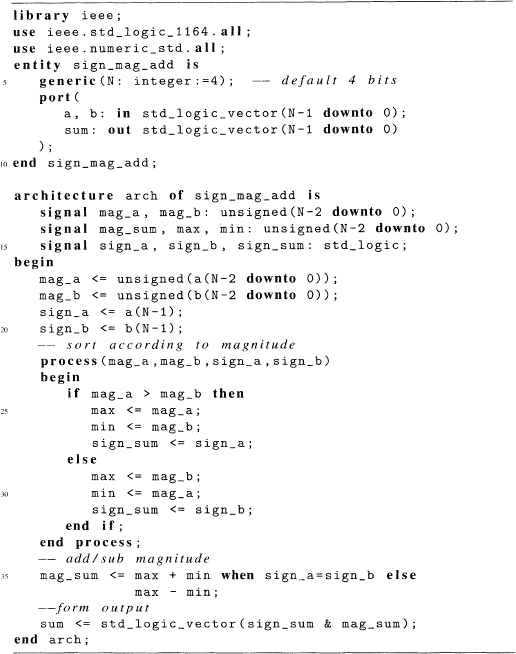 library ieee;
use ieee.std_logic_1164.all;
use ieee.numeric_std.all;
entity sign_mag_add is
5 generic(N: integer:=4); -- default 4 bits
port(
a, b: in std_logic_vector(N-1 downto 0);
sum: out std_logic_vector(N-1 downto 0)
);
10 end sign_mag_add;
architecture arch of sign_mag_add is
signal mag_a, mag_b: unsigned(N-2 downto 0);
signal mag_sum, max, min: unsigned(N-2 downto 0);
15 signal sign_a, sign_b, sign_sum: std_logic;
begin
mag_a <= unsigned(a(N-2 downto 0));
mag_b <= unsigned(b(N-2 downto 0));
sign_a <= a(N-1);
20 sign_b <= b(N-1);
-- sort according to magnitude
process(mag_a,mag_b,sign_a,sign_b)
begin
if mag_a > mag_b then
25 max <= mag_a;
min <= mag_b;
sign_sum <= sign_a;
else
max <= mag_b;
30 min <= mag_a;
sign_sum <= sign_b;
end if;
end process;
-- add/sub magnitude
35 mag_sum <= max + min when sign_a=sign_b else
max - min;
--form output
sum <= std_logic_vector(sign_sum & mag_sum);
end arch;